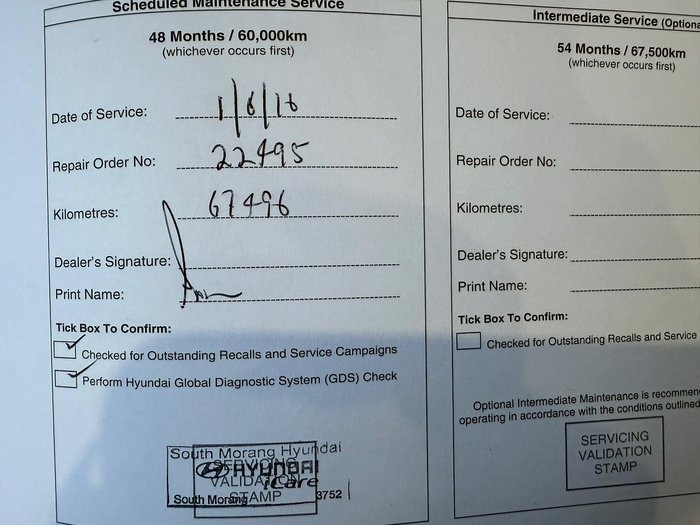 Scheduled Maintenance Service
48 Months / 60,000km
(whichever occurs first)
Date of Service: 1/6/16
Repair Order No: 22495
Kilometres: 67496
Dealer's Signature:
Print Name:
Tick Box To Confirm:
Checked for Outstanding Recalls and Service Campaigns
Perform Hyundai Global Diagnostic System (GDS) Check
South Morang Hyundai
SERVICING
HYUNDAI
VALIDATION
iCare
STAMP
South Morang 3752
Intermediate Service (Optiona
54 Months / 67,500km
(whichever occurs first)
Date of Service:
Repair Order No:
Kilometres:
Dealer's Signature:
Print Name:
Tick Box To Confirm:
Checked for Outstanding Recalls and Service
Optional Intermediate Maintenance is recommen
operating in accordance with the conditions outlined
SERVICING
VALIDATION
STAMP